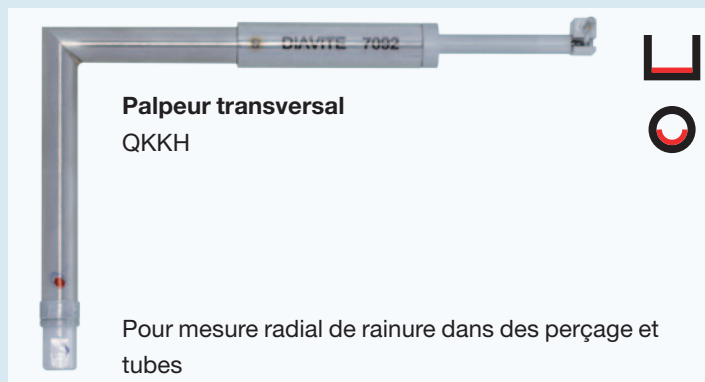 DIAVITE 7092
Palpeur transversal
QKKH
Pour mesure radial de rainure dans des perçage et
tubes